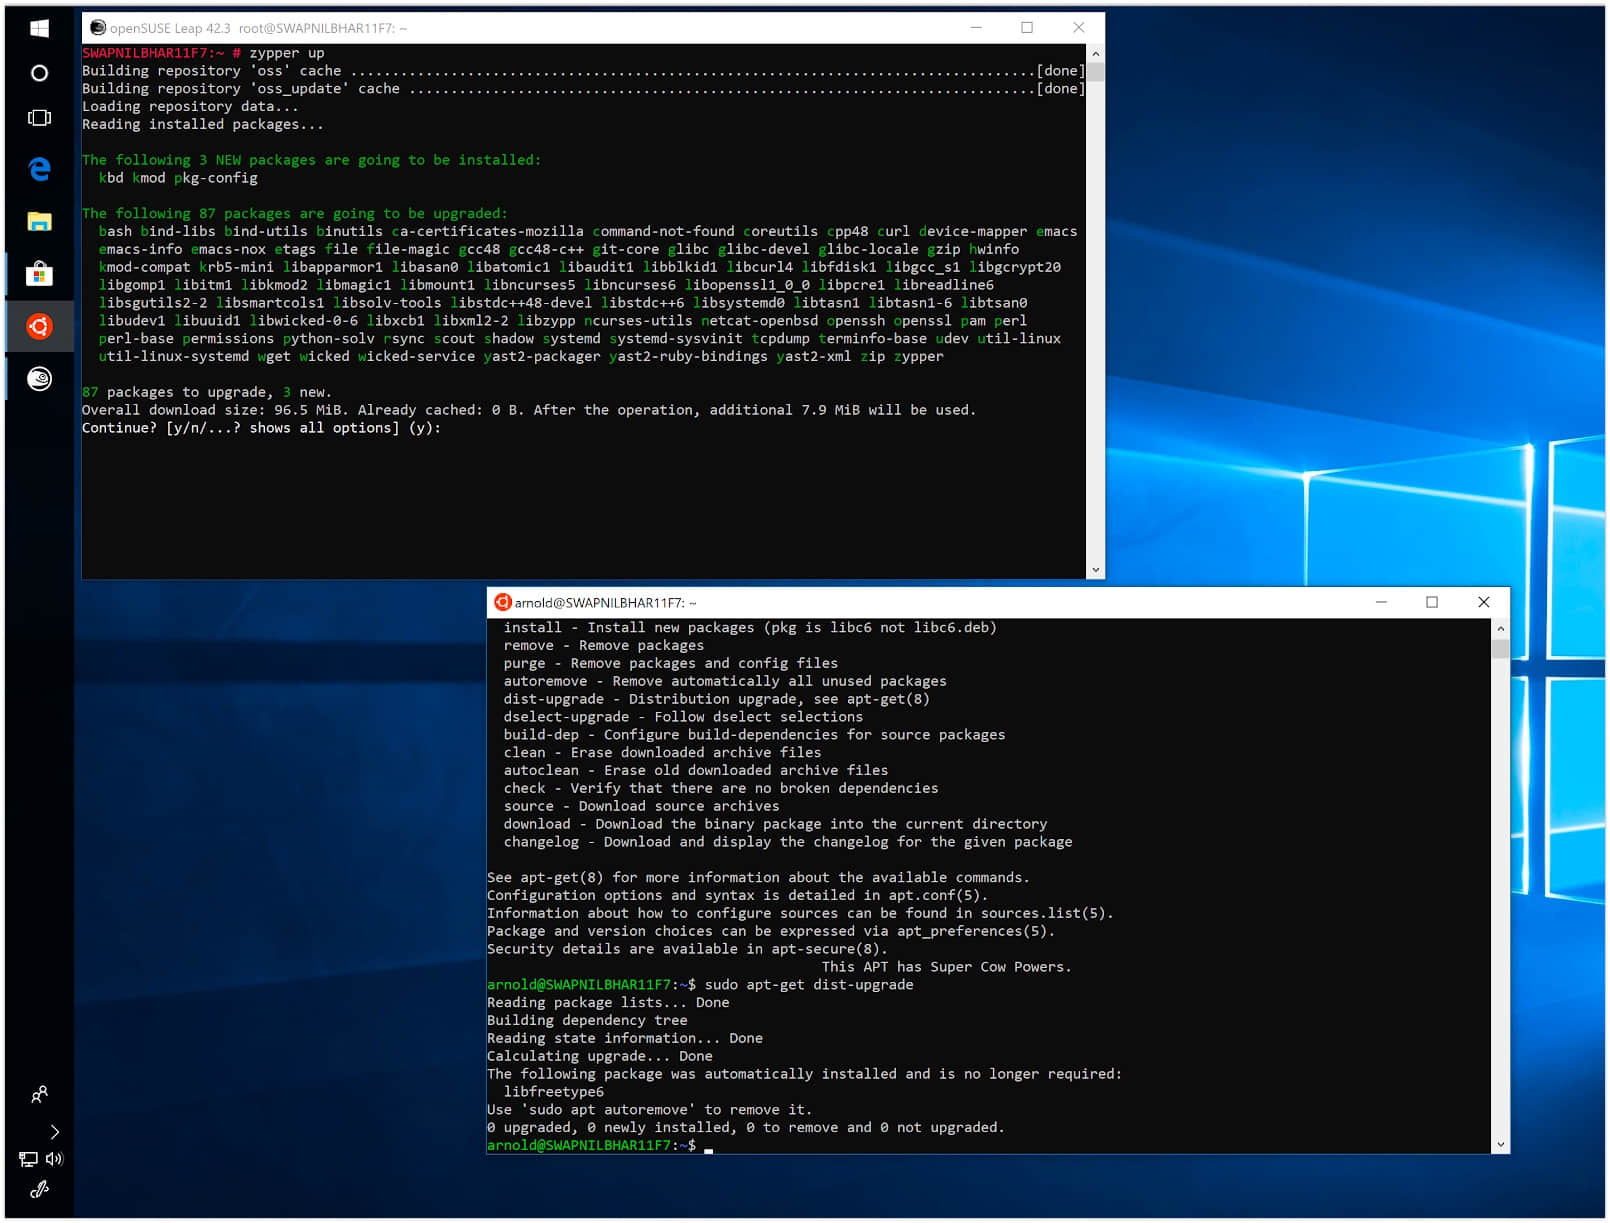 openSUSE Leap 42.3 root@SWAPNILBHAR11F7: ~
SWAPNILBHAR11F7:~ # zypper up
Building repository 'oss' cache ..................................................................................[done]
Building repository 'oss_update' cache ...........................................................................[done]
Loading repository data...
Reading installed packages...
The following 3 NEW packages are going to be installed:
kbd kmod pkg-config
The following 87 packages are going to be upgraded:
bash bind-libs bind-utils binutils ca-certificates-mozilla command-not-found coreutils cpp48 curl device-mapper emacs
emacs-info emacs-nox etags file file-magic gcc48 gcc48-c++ git-core glibc glibc-devel glibc-locale gzip hwinfo
kmod-compat krb5-mini libapparmor1 libasan0 libatomic1 libaudit1 libblkid1 libcurl4 libfdisk1 libgcc_s1 libgcrypt20
libgomp1 libitm1 libkmod2 libmagic1 libmount1 libncurses5 libncurses6 libopenssl1_0_0 libpcre1 libreadline6
libsgutils2-2 libsmartcols1 libsolv-tools libstdc++48-devel libstdc++6 libsystemd0 libtasn1 libtasn1-6 libtsan0
libudev1 libuuid1 libwicked-0-6 libxcb1 libxml2-2 libzypp ncurses-utils netcat-openbsd openssh openssl pam perl
perl-base permissions python-solv rsync scout shadow systemd systemd-sysvinit tcpdump terminfo-base udev util-linux
util-linux-systemd wget wicked wicked-service yast2-packager yast2-ruby-bindings yast2-xml zip zypper
87 packages to upgrade, 3 new.
Overall download size: 96.5 MiB. Already cached: 0 B. After the operation, additional 7.9 MiB will be used.
Continue? [y/n/...? shows all options] (y):
arnold@SWAPNILBHAR11F7: ~
install - Install new packages (pkg is libc6 not libc6.deb)
remove - Remove packages
purge - Remove packages and config files
autoremove - Remove automatically all unused packages
dist-upgrade - Distribution upgrade, see apt-get(8)
dselect-upgrade - Follow dselect selections
build-dep - Configure build-dependencies for source packages
clean - Erase downloaded archive files
autoclean - Erase old downloaded archive files
check - Verify that there are no broken dependencies
source - Download source archives
download - Download the binary package into the current directory
changelog - Download and display the changelog for the given package
See apt-get(8) for more information about the available commands.
Configuration options and syntax is detailed in apt.conf(5).
Information about how to configure sources can be found in sources.list(5).
Package and version choices can be expressed via apt_preferences(5).
Security details are available in apt-secure(8).
This APT has Super Cow Powers.
arnold@SWAPNILBHAR11F7:~$ sudo apt-get dist-upgrade
Reading package lists... Done
Building dependency tree
Reading state information... Done
Calculating upgrade... Done
The following package was automatically installed and is no longer required:
libfreetype6
Use 'sudo apt autoremove' to remove it.
0 upgraded, 0 newly installed, 0 to remove and 0 not upgraded.
arnold@SWAPNILBHAR11F7:~$